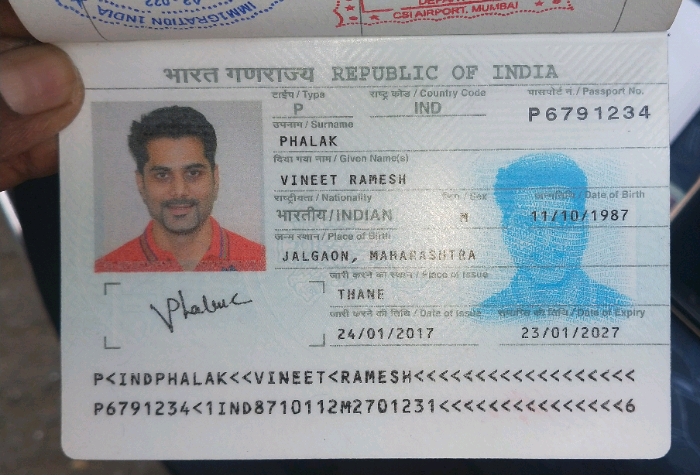 IMMIGRATION INDIA
CSI AIRPORT, MUMBAI
भारत गणराज्य REPUBLIC OF INDIA
टाईप / Type राष्ट्र कोड / Country Code पासपोर्ट नं. / Passport No.
P IND P6791234
उपनाम / Surname
PHALAK
दिया गया नाम / Given Name(s)
VINEET RAMESH
राष्ट्रीयता / Nationality लिंग / Sex जन्मतिथि / Date of Birth
भारतीय/INDIAN M 11/10/1987
जन्म स्थान / Place of Birth
JALGAON, MAHARASHTRA
जारी करने का स्थान / Place of Issue
THANE
जारी करने की तिथि / Date of Issue समाप्ति की तिथि / Date of Expiry
24/01/2017 23/01/2027
Phaluc
P<INDPHALAK<<VINEET<RAMESH<<<<<<<<<<<<<<<<<<
P6791234<1IND8710112M2701231<<<<<<<<<<<<<<<6